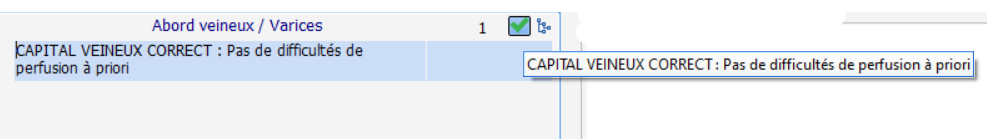 Abord veineux / Varices 1
CAPITAL VEINEUX CORRECT : Pas de difficultés de
perfusion à priori
CAPITAL VEINEUX CORRECT : Pas de difficultés de perfusion à priori